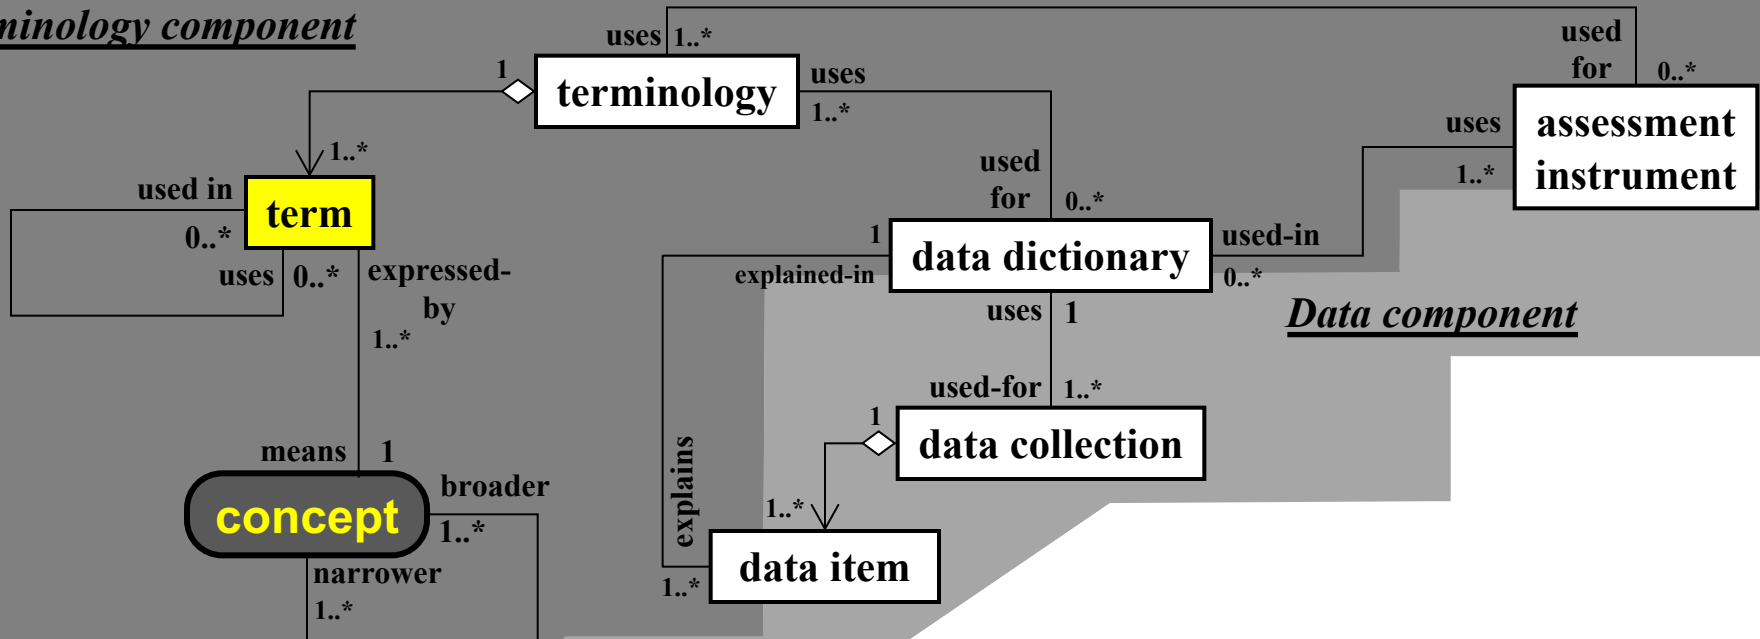 minology component
uses 1..*
used
for 0..*
1
terminology
uses
1..*
assessment
instrument
uses
1..*
1..*
used in
term
0..*
uses 0..*
expressed-
by
1..*
used
for 0..*
1
data dictionary
explained-in
used-in
0..*
uses 1
Data component
used-for 1..*
1
data collection
means 1
concept
broader
1..*
narrower
1..*
explains
1..*
1..*
data item